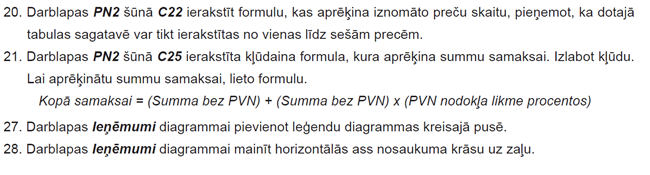 20. Darblapas PN2 šūnā C22 ierakstīt formulu, kas aprēķina iznomāto preču skaitu, pieņemot, ka dotajā
tabulas sagatavē var tikt ierakstītas no vienas līdz sešām precēm.
21. Darblapas PN2 šūnā C25 ierakstīta kļūdaina formula, kura aprēķina summu samaksai. Izlabot kļūdu.
Lai aprēķinātu summu samaksai, lieto formulu.
Kopā samaksai = (Summa bez PVN) + (Summa bez PVN) x (PVN nodokļa likme procentos)
27. Darblapas Ieņēmumi diagrammai pievienot leģendu diagrammas kreisajā pusē.
28. Darblapas Ieņēmumi diagrammai mainīt horizontālās ass nosaukuma krāsu uz zaļu.